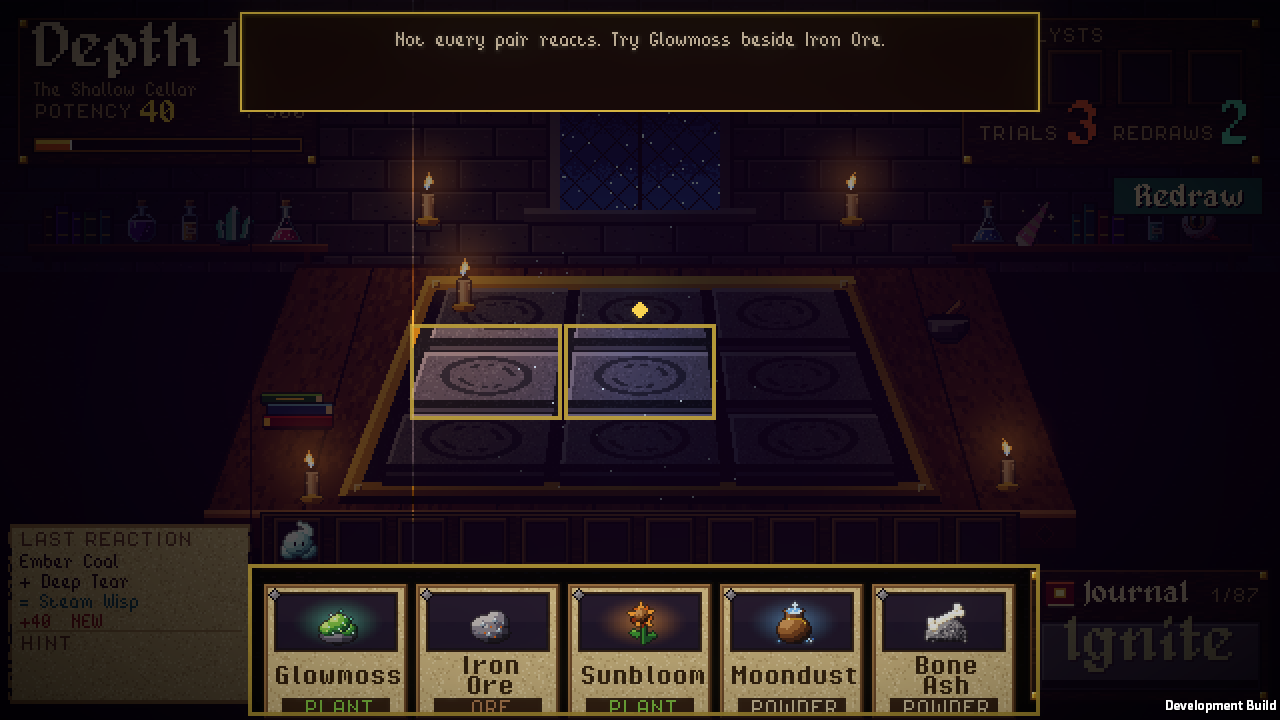 Not every pair reacts. Try Glowmoss beside Iron Ore.
Depth 1
The Shallow Cellar
POTENCY 40
TRIALS 3 REDRAWS 2
Redraw
LAST REACTION
Ember Coal
+ Deep Tear
= Steam Wisp
+40 NEW
HINT
Glowmoss
PLANT
Iron
Ore
ORE
Sunbloom
PLANT
Moondust
POWDER
Bone
Ash
POWDER
Journal 1/87
Ignite
Development Build